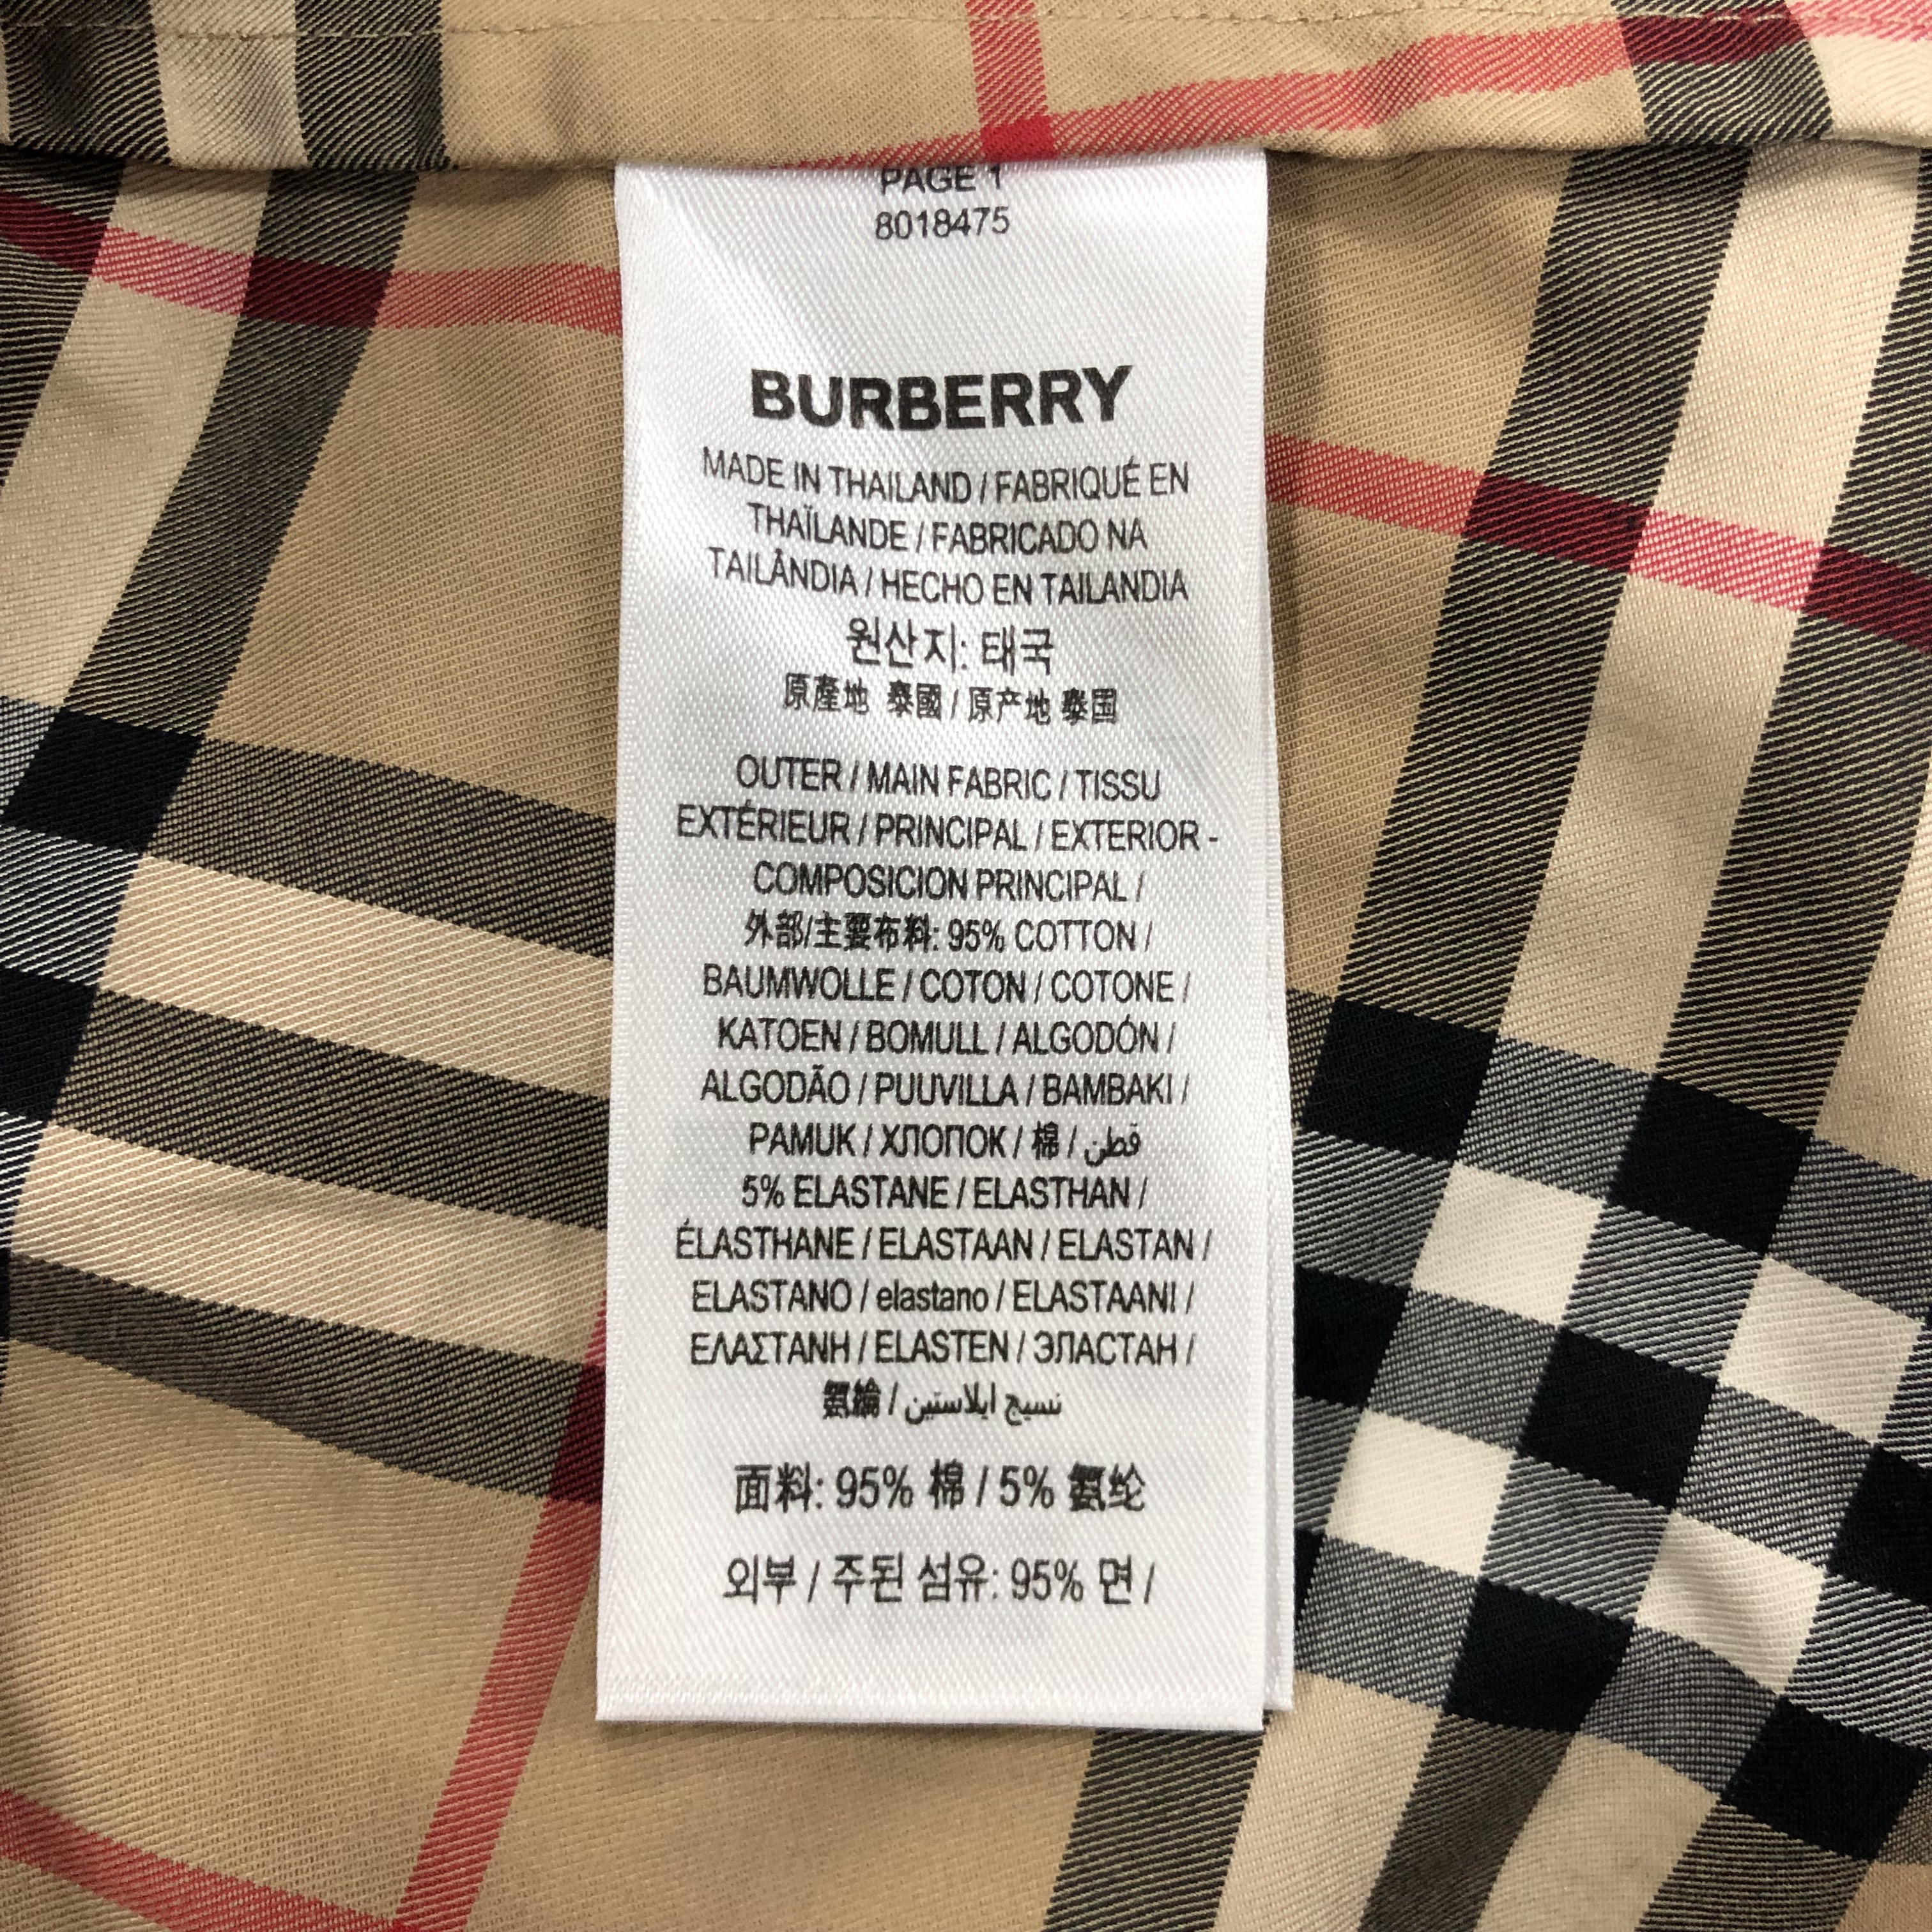 PAGE 1
8018475
BURBERRY
MADE IN THAILAND / FABRIQUÉ EN
THAÏLANDE / FABRICADO NA
TAILÂNDIA / HECHO EN TAILANDIA
원산지: 태국
原產地 泰國 / 原产地 泰国
OUTER / MAIN FABRIC / TISSU
EXTÉRIEUR / PRINCIPAL / EXTERIOR -
COMPOSICION PRINCIPAL /
外部/主要布料: 95% COTTON /
BAUMWOLLE / COTON / COTONE /
KATOEN / BOMULL / ALGODÓN /
ALGODÃO / PUUVILLA / BAMBAKI /
PAMUK / ХЛОПОК / 棉 / قطن
5% ELASTANE / ELASTHAN /
ÉLASTHANE / ELASTAAN / ELASTAN /
ELASTANO / elastano / ELASTAANI /
ΕΛΑΣΤΑΝΗ / ELASTEN / ЭЛАСТАН /
氨綸 / نسيج ايلاستين
面料: 95% 棉 / 5% 氨纶
외부 / 주된 섬유: 95% 면 /